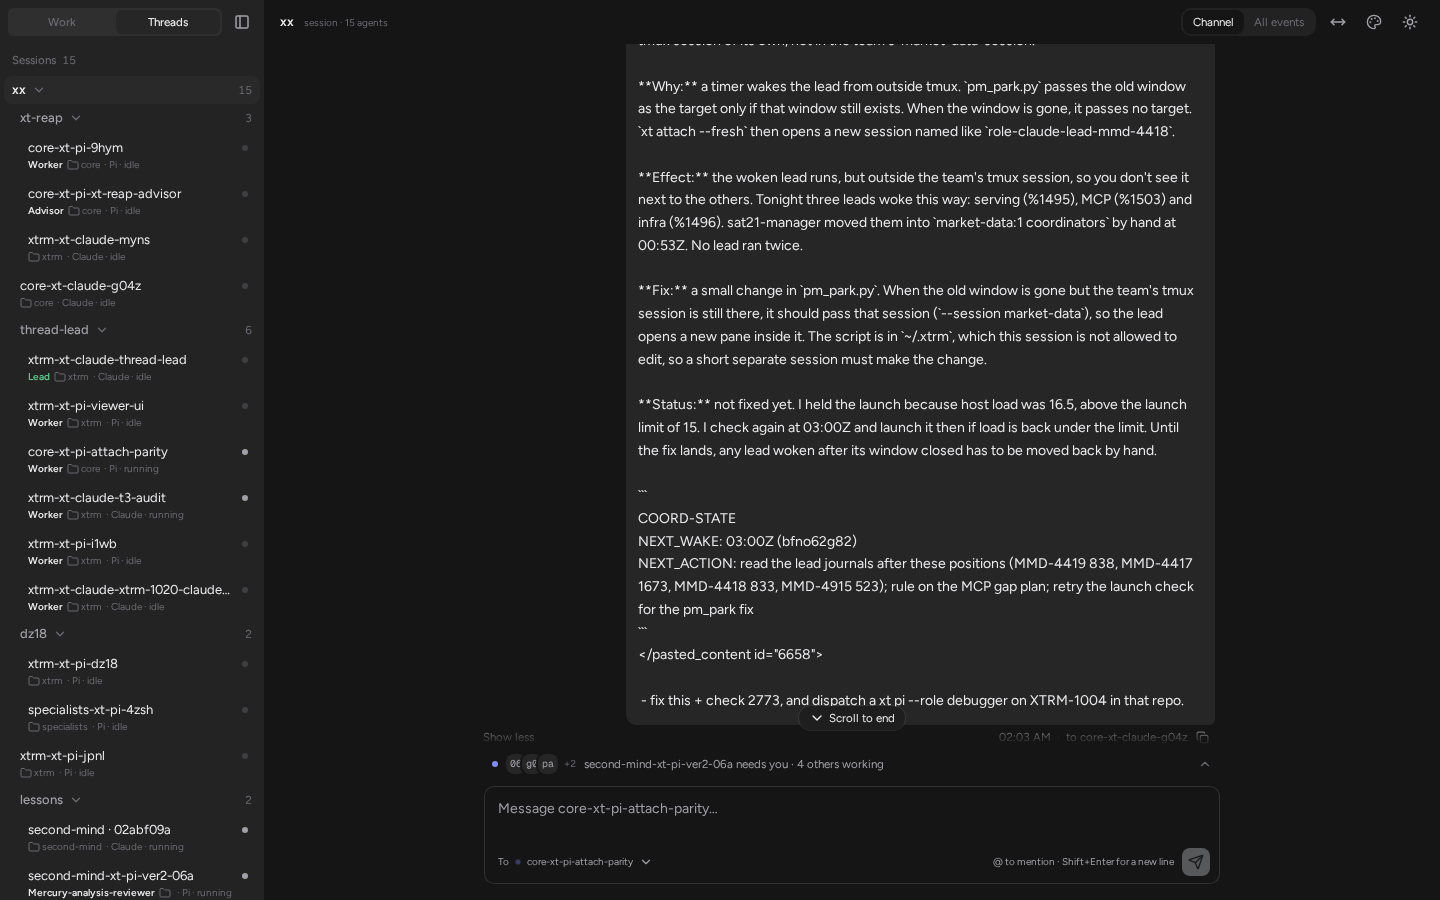 Work Threads
xx session · 15 agents
Channel All events
Sessions 15
xx 15
xt-reap 3
core-xt-pi-9hym
Worker core · Pi · idle
core-xt-pi-xt-reap-advisor
Advisor core · Pi · idle
xtrm-xt-claude-myns
xtrm · Claude · idle
core-xt-claude-g04z
core · Claude · idle
thread-lead 6
xtrm-xt-claude-thread-lead
Lead xtrm · Claude · idle
xtrm-xt-pi-viewer-ui
Worker xtrm · Pi · idle
core-xt-pi-attach-parity
Worker core · Pi · running
xtrm-xt-claude-t3-audit
Worker xtrm · Claude · running
xtrm-xt-pi-i1wb
Worker xtrm · Pi · idle
xtrm-xt-claude-xtrm-1020-claude...
Worker xtrm · Claude · idle
dz18 2
xtrm-xt-pi-dz18
xtrm · Pi · idle
specialists-xt-pi-4zsh
specialists · Pi · idle
xtrm-xt-pi-jpnl
xtrm · Pi · idle
lessons 2
second-mind · 02abf09a
second-mind · Claude · running
second-mind-xt-pi-ver2-06a
Mercury-analysis-reviewer · Pi · running
tmux session of its own, not in the team's `market-data` session.
**Why:** a timer wakes the lead from outside tmux. `pm_park.py` passes the old window
as the target only if that window still exists. When the window is gone, it passes no target.
`xt attach --fresh` then opens a new session named like `role-claude-lead-mmd-4418`.
**Effect:** the woken lead runs, but outside the team's tmux session, so you don't see it
next to the others. Tonight three leads woke this way: serving (%1495), MCP (%1503) and
infra (%1496). sat21-manager moved them into `market-data:1 coordinators` by hand at
00:53Z. No lead ran twice.
**Fix:** a small change in `pm_park.py`. When the old window is gone but the team's tmux
session is still there, it should pass that session (`--session market-data`), so the lead
opens a new pane inside it. The script is in `~/.xtrm`, which this session is not allowed to
edit, so a short separate session must make the change.
**Status:** not fixed yet. I held the launch because host load was 16.5, above the launch
limit of 15. I check again at 03:00Z and launch it then if load is back under the limit. Until
the fix lands, any lead woken after its window closed has to be moved back by hand.
```
COORD-STATE
NEXT_WAKE: 03:00Z (bfno62g82)
NEXT_ACTION: read the lead journals after these positions (MMD-4419 838, MMD-4417
1673, MMD-4418 833, MMD-4915 523); rule on the MCP gap plan; retry the launch check
for the pm_park fix
```
</pasted_content id="6658">
- fix this + check 2773, and dispatch a xt pi --role debugger on XTRM-1004 in that repo.
Scroll to end
Show less 02:03 AM to core-xt-claude-g04z
06 g0 pa +2 second-mind-xt-pi-ver2-06a needs you · 4 others working
Message core-xt-pi-attach-parity...
To core-xt-pi-attach-parity @ to mention · Shift+Enter for a new line